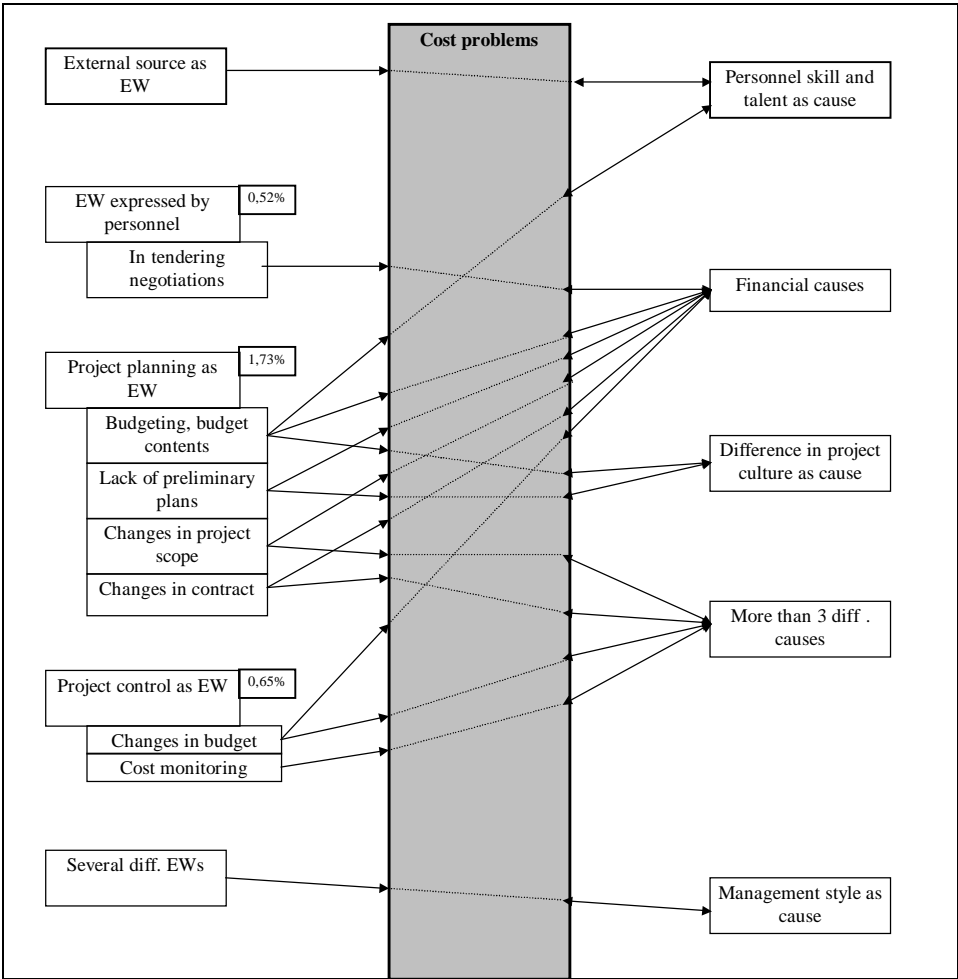 Cost problems
External source as
EW
EW expressed by
personnel
0,52%
In tendering
negotiations
Project planning as
EW
1,73%
Budgeting, budget
contents
Lack of preliminary
plans
Changes in project
scope
Changes in contract
Project control as EW
0,65%
Changes in budget
Cost monitoring
Several diff. EWs
Personnel skill and
talent as cause
Financial causes
Difference in project
culture as cause
More than 3 diff .
causes
Management style as
cause